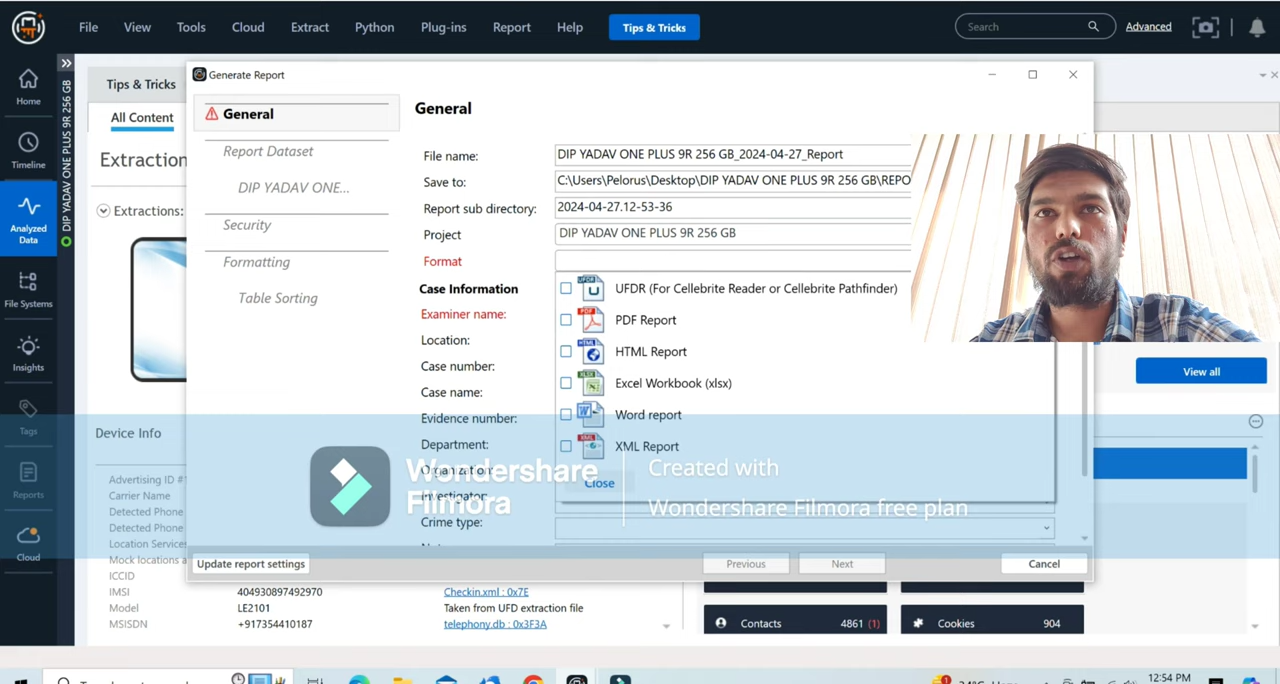 File View Tools Cloud Extract Python Plug-ins Report Help Tips & Tricks Search Advanced
Home
Timeline
Analyzed Data
File Systems
Insights
Tags
Reports
Cloud
DIP YADAV ONE PLUS 9R 256 GB
Tips & Tricks
All Content
Extraction
Extractions:
Device Info
Advertising ID #1
Carrier Name
Detected Phone
Detected Phone
Location Services
Mock locations a
ICCID
IMSI 404930897492970 Checkin.xml : 0x7E
Model LE2101 Taken from UFD extraction file
MSISDN +917354410187 telephony.db : 0x3F3A
Generate Report
General
Report Dataset
DIP YADAV ONE...
Security
Formatting
Table Sorting
General
File name: DIP YADAV ONE PLUS 9R 256 GB_2024-04-27_Report
Save to: C:\Users\Pelorus\Desktop\DIP YADAV ONE PLUS 9R 256 GB\REPO
Report sub directory: 2024-04-27.12-53-36
Project DIP YADAV ONE PLUS 9R 256 GB
Format
Case Information
Examiner name:
Location:
Case number:
Case name:
Evidence number:
Department:
Organization:
Investigator:
Crime type:
UFDR (For Cellebrite Reader or Cellebrite Pathfinder)
PDF Report
HTML Report
Excel Workbook (xlsx)
Word report
XML Report
Close
Wondershare
Filmora
Created with
Wondershare Filmora free plan
Update report settings Previous Next Cancel
View all
Contacts 4861 (1) Cookies 904
12:54 PM